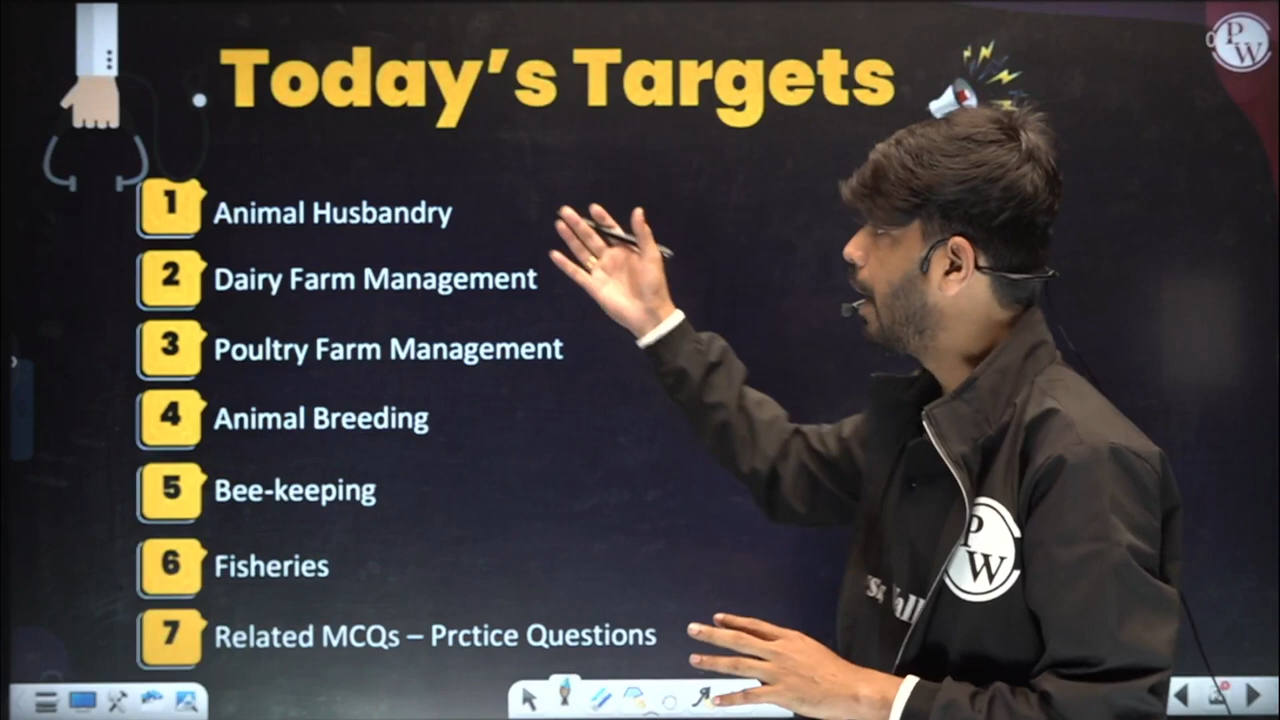 Today's Targets
PW
1 Animal Husbandry
2 Dairy Farm Management
3 Poultry Farm Management
4 Animal Breeding
5 Bee-keeping
6 Fisheries
7 Related MCQs – Prctice Questions
PW